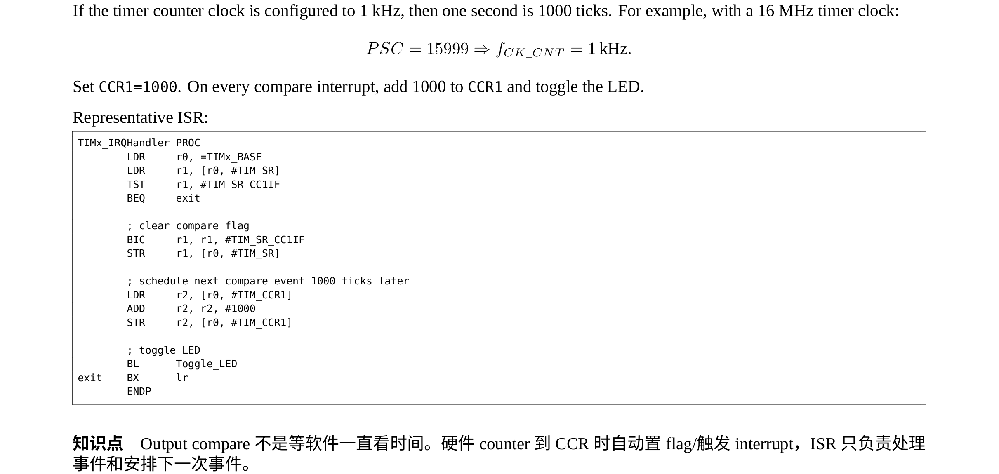 If the timer counter clock is configured to 1 kHz, then one second is 1000 ticks. For example, with a 16 MHz timer clock:
PSC = 15999 ⇒ f_{CK_CNT} = 1 kHz.
Set CCR1=1000. On every compare interrupt, add 1000 to CCR1 and toggle the LED.
Representative ISR:
TIMx_IRQHandler PROC
        LDR     r0, =TIMx_BASE
        LDR     r1, [r0, #TIM_SR]
        TST     r1, #TIM_SR_CC1IF
        BEQ     exit

        ; clear compare flag
        BIC     r1, r1, #TIM_SR_CC1IF
        STR     r1, [r0, #TIM_SR]

        ; schedule next compare event 1000 ticks later
        LDR     r2, [r0, #TIM_CCR1]
        ADD     r2, r2, #1000
        STR     r2, [r0, #TIM_CCR1]

        ; toggle LED
        BL      Toggle_LED
exit    BX      lr
        ENDP
知识点 Output compare 不是等软件一直看时间。硬件 counter 到 CCR 时自动置 flag/触发 interrupt，ISR 只负责处理
事件和安排下一次事件。